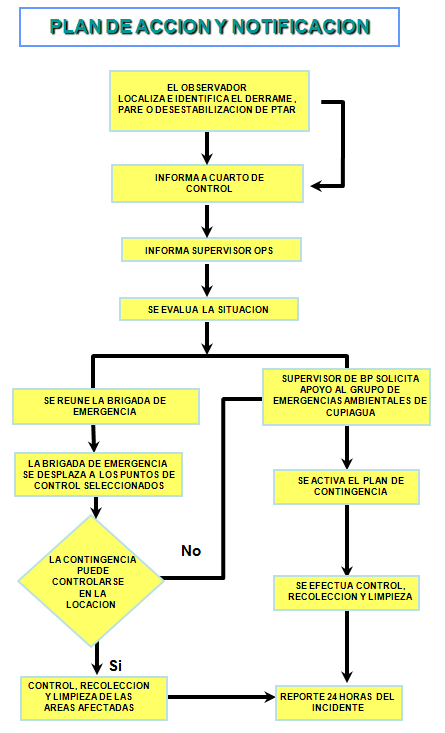 PLAN DE ACCION Y NOTIFICACION
EL OBSERVADOR
LOCALIZA E IDENTIFICA EL DERRAME,
PARE O DESESTABILIZACION DE PTAR
INFORMA A CUARTO DE
CONTROL
INFORMA SUPERVISOR OPS
SE EVALUA LA SITUACION
SE REUNE LA BRIGADA DE
EMERGENCIA
SUPERVISOR DE BP SOLICITA
APOYO AL GRUPO DE
EMERGENCIAS AMBIENTALES DE
CUPIAGUA
LA BRIGADA DE EMERGENCIA
SE DESPLAZA A LOS PUNTOS DE
CONTROL SELECCIONADOS
SE ACTIVA EL PLAN DE
CONTINGENCIA
LA CONTINGENCIA
PUEDE
CONTROLARSE
EN LA
LOCACION
No
SE EFECTUA CONTROL,
RECOLECCION Y LIMPIEZA
Si
CONTROL, RECOLECCION
Y LIMPIEZA DE LAS
AREAS AFECTADAS
REPORTE 24 HORAS DEL
INCIDENTE